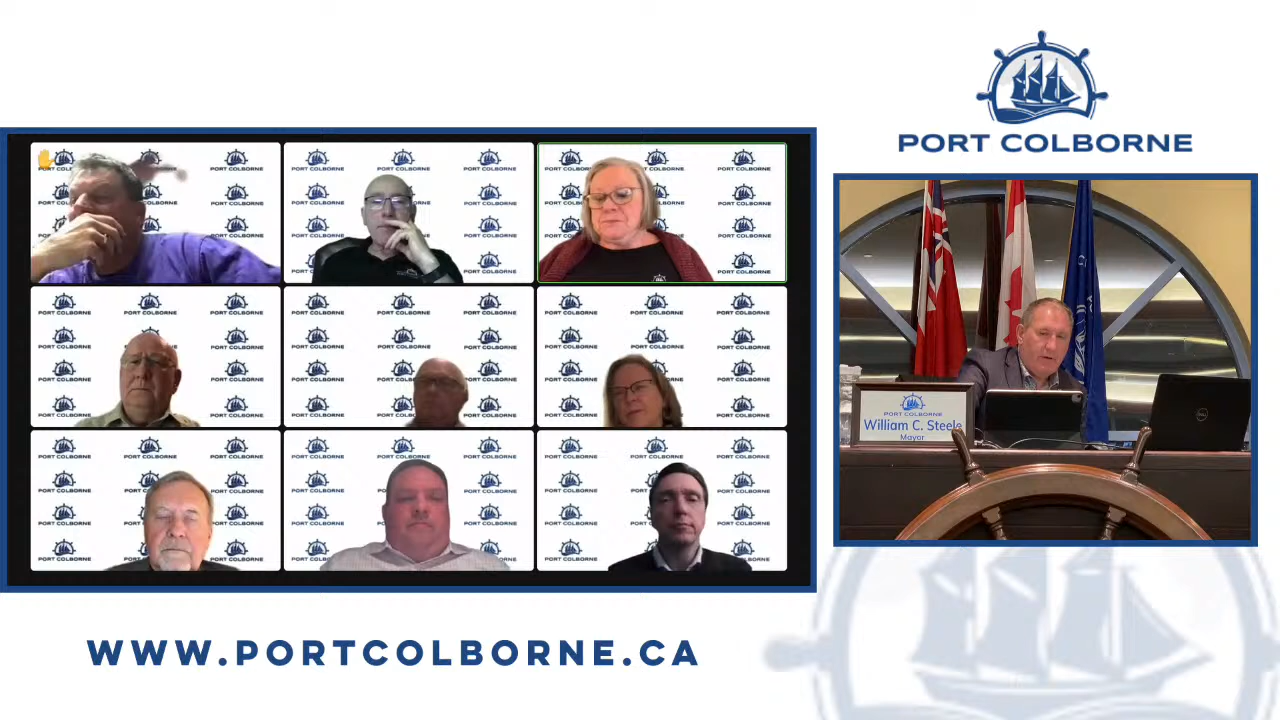 PORT COLBORNE
PORT COLBORNE
William C. Steele
Mayor
WWW.PORTCOLBORNE.CA